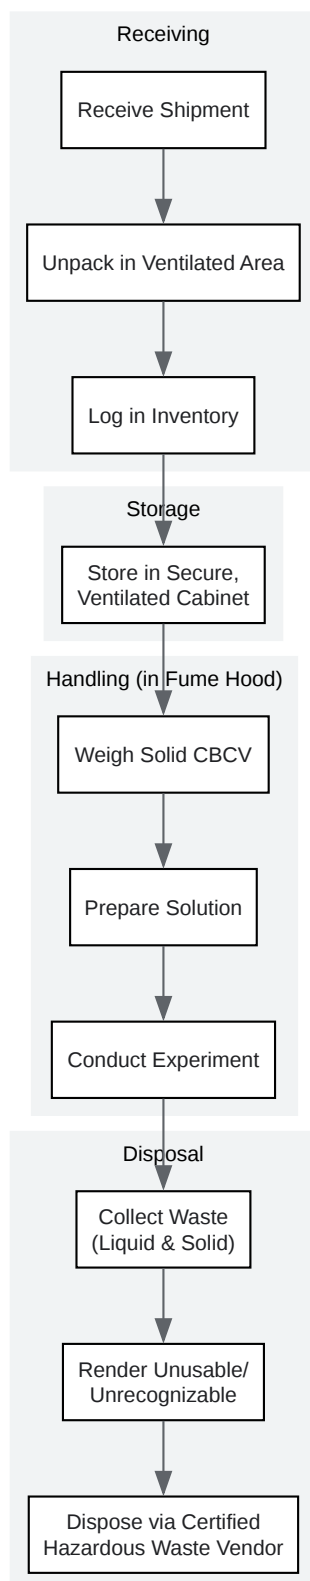 Receiving
Receive Shipment
Unpack in Ventilated Area
Log in Inventory
Storage
Store in Secure,
Ventilated Cabinet
Handling (in Fume Hood)
Weigh Solid CBCV
Prepare Solution
Conduct Experiment
Disposal
Collect Waste
(Liquid & Solid)
Render Unusable/
Unrecognizable
Dispose via Certified
Hazardous Waste Vendor